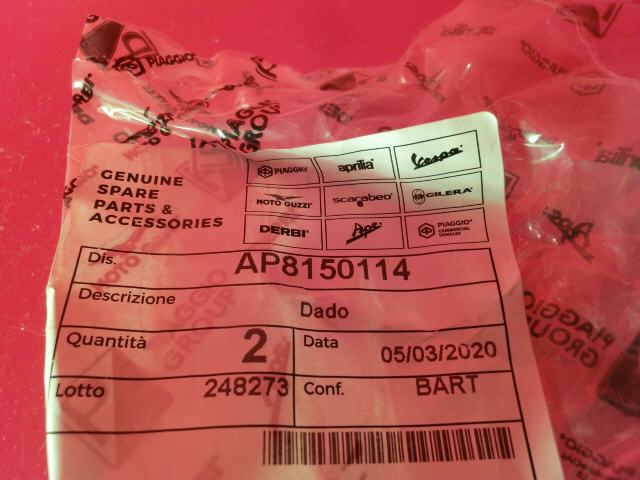 PIAGGIO
GENUINE
SPARE
PARTS &
ACCESSORIES
PIAGGIO aprilia Vespa
MOTO GUZZI scarabeo GILERA
DERBI Ape PIAGGIO COMMERCIAL VEHICLES
Dis. AP8150114
Descrizione Dado
Quantità 2 Data 05/03/2020
Lotto 248273 Conf. BART